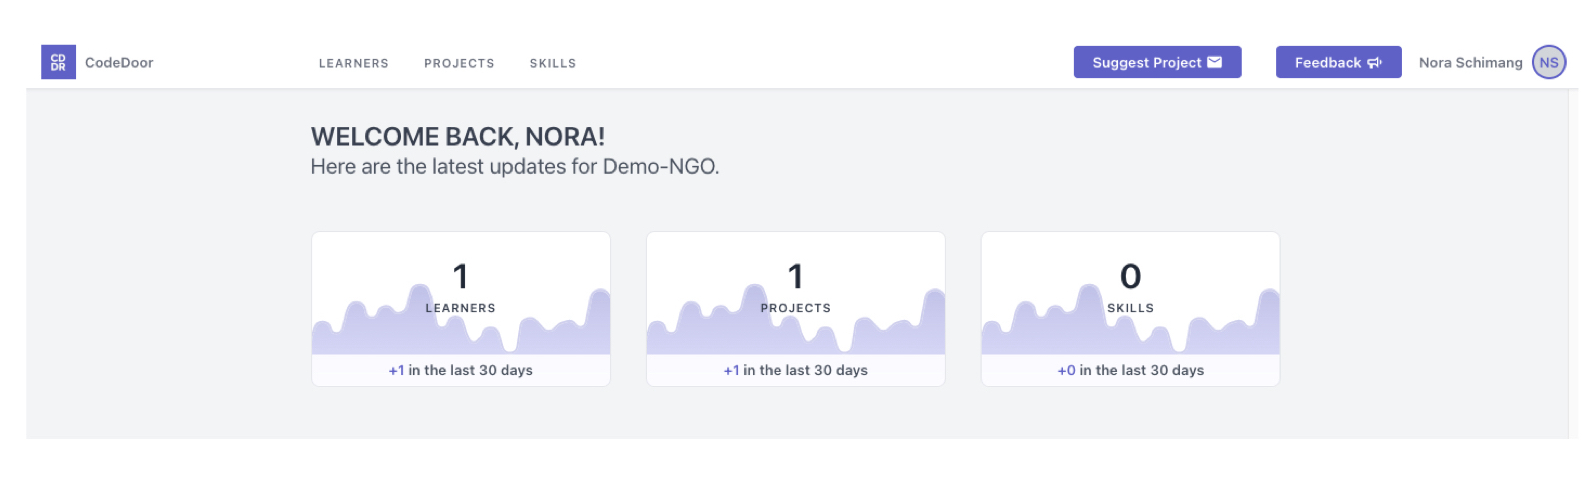 CD
DR
CodeDoor
LEARNERS PROJECTS SKILLS
Suggest Project
Feedback
Nora Schimang
NS
WELCOME BACK, NORA!
Here are the latest updates for Demo-NGO.
1
LEARNERS
+1 in the last 30 days
1
PROJECTS
+1 in the last 30 days
0
SKILLS
+0 in the last 30 days